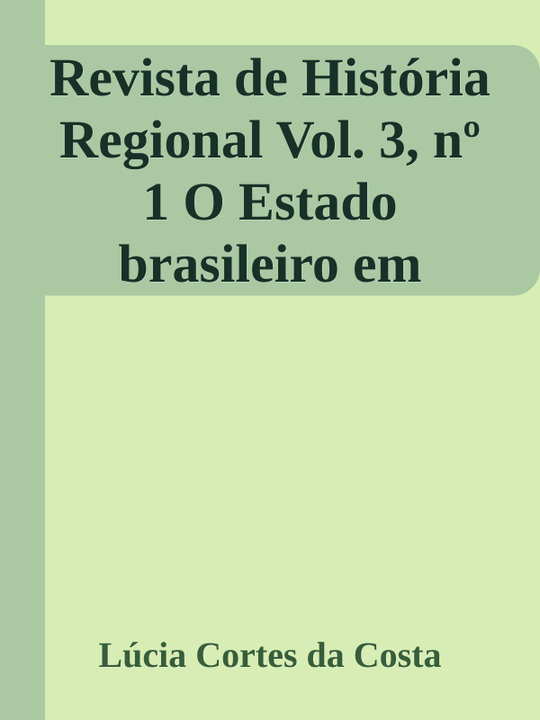 Revista de História
Regional Vol. 3, nº
1 O Estado
brasileiro em
Lúcia Cortes da Costa